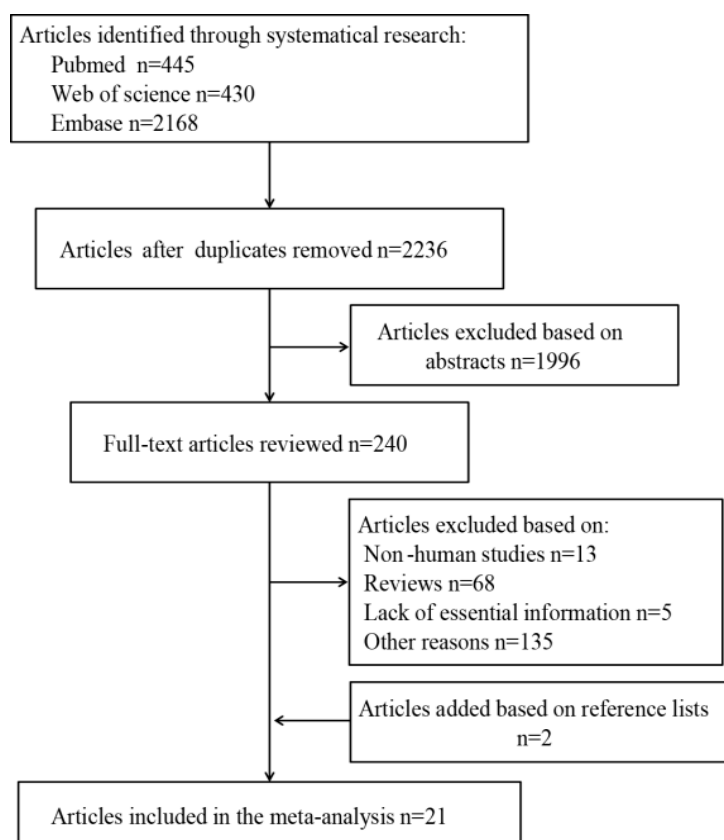 Articles identified through systematical research:
Pubmed n=445
Web of science n=430
Embase n=2168
Articles after duplicates removed n=2236
Articles excluded based on
abstracts n=1996
Full-text articles reviewed n=240
Articles excluded based on:
Non-human studies n=13
Reviews n=68
Lack of essential information n=5
Other reasons n=135
Articles added based on reference lists
n=2
Articles included in the meta-analysis n=21